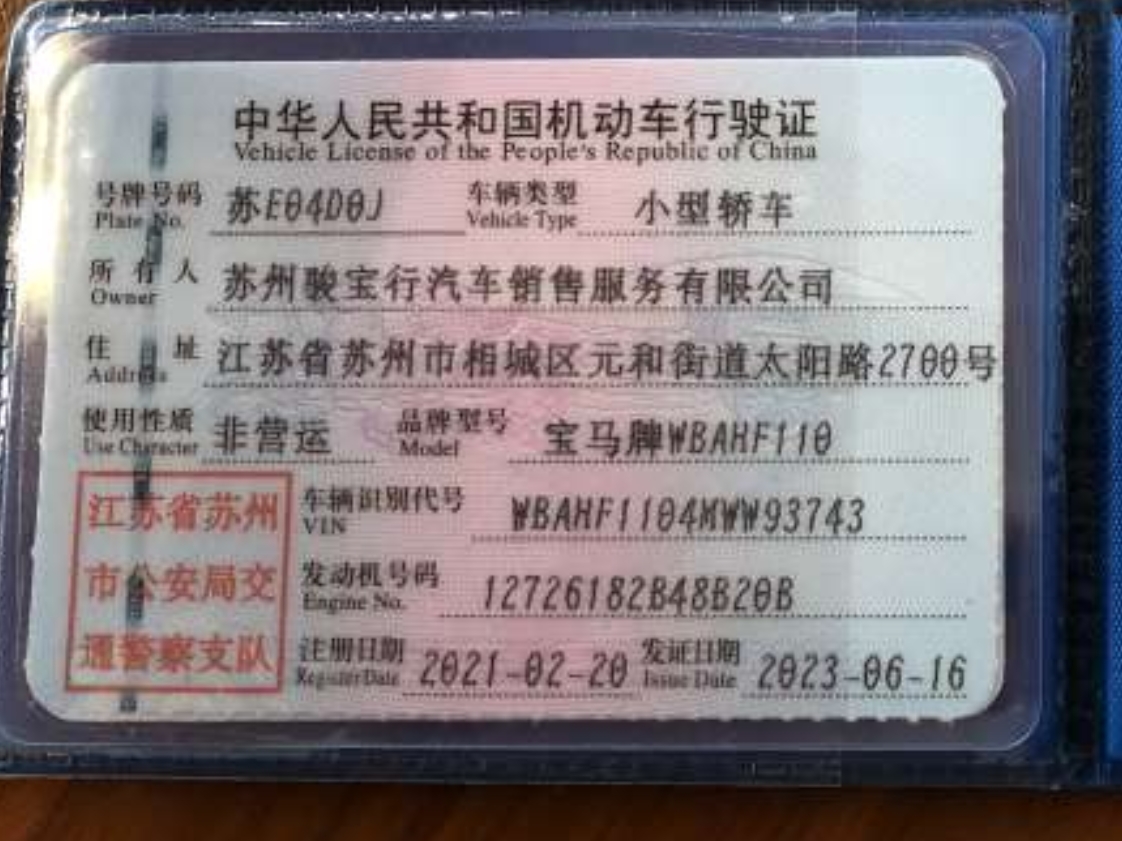 中华人民共和国机动车行驶证
Vehicle License of the People's Republic of China
号牌号码 苏E04D0J 车辆类型 小型轿车
Plate No. Vehicle Type
所有人 苏州骏宝行汽车销售服务有限公司
Owner
住址 江苏省苏州市相城区元和街道太阳路2700号
Address
使用性质 非营运 品牌型号 宝马牌WBAHF110
Use Character Model
江苏省苏州 车辆识别代号 WBAHF1104MWW93743
VIN
市公安局交 发动机号码 12726182B48B20B
Engine No.
通警察支队 注册日期 2021-02-20 发证日期 2023-06-16
Register Date Issue Date